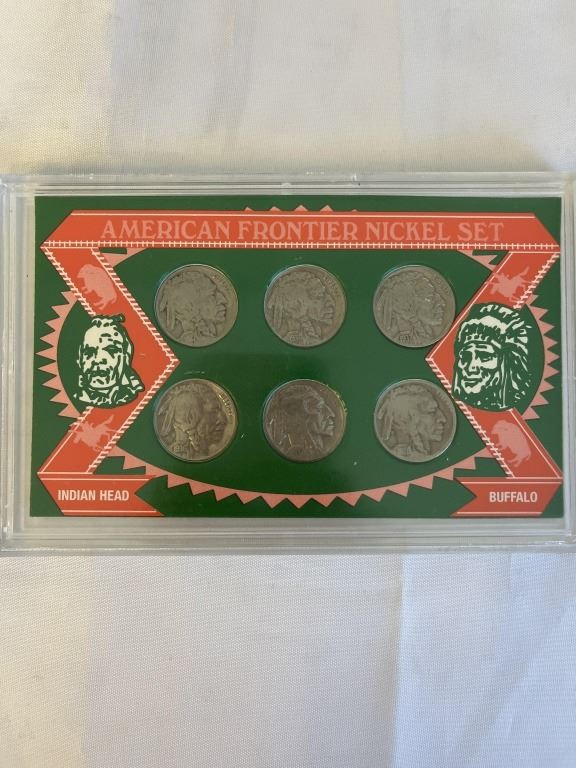 AMERICAN FRONTIER NICKEL SET
INDIAN HEAD
BUFFALO